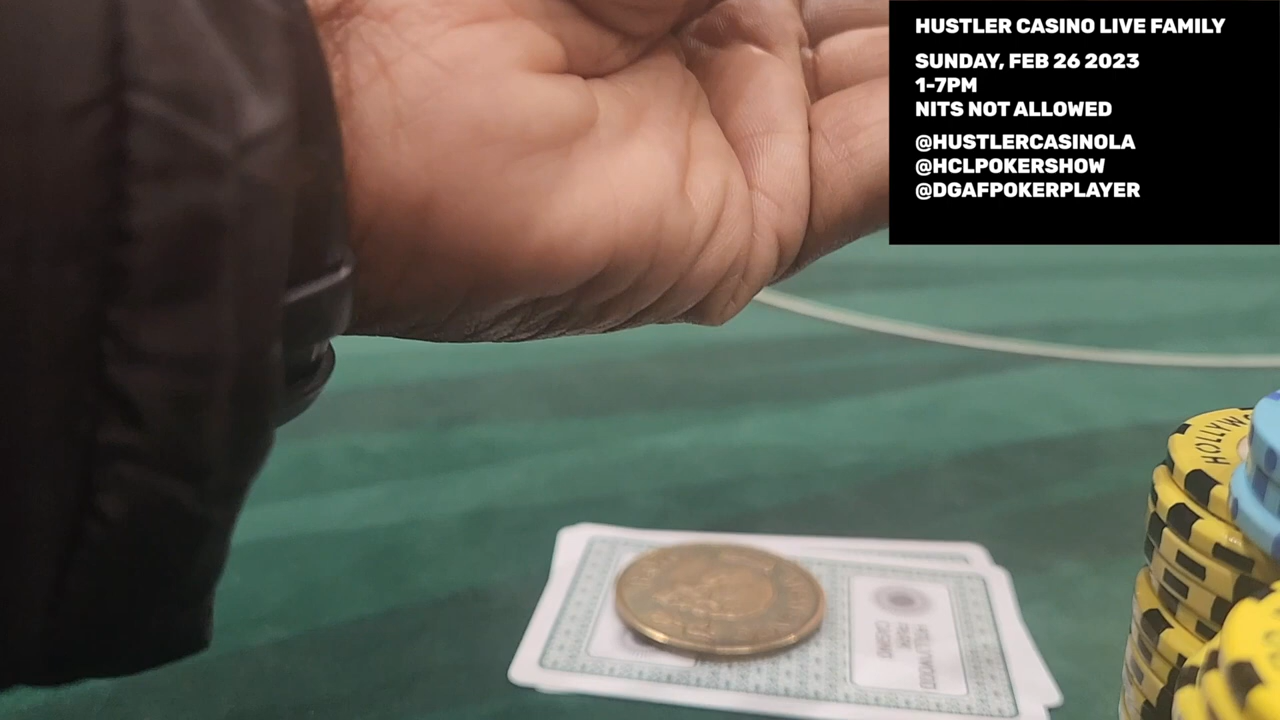 HUSTLER CASINO LIVE FAMILY
SUNDAY, FEB 26 2023
1-7PM
NITS NOT ALLOWED
@HUSTLERCASINOLA
@HCLPOKERSHOW
@DGAFPOKERPLAYER